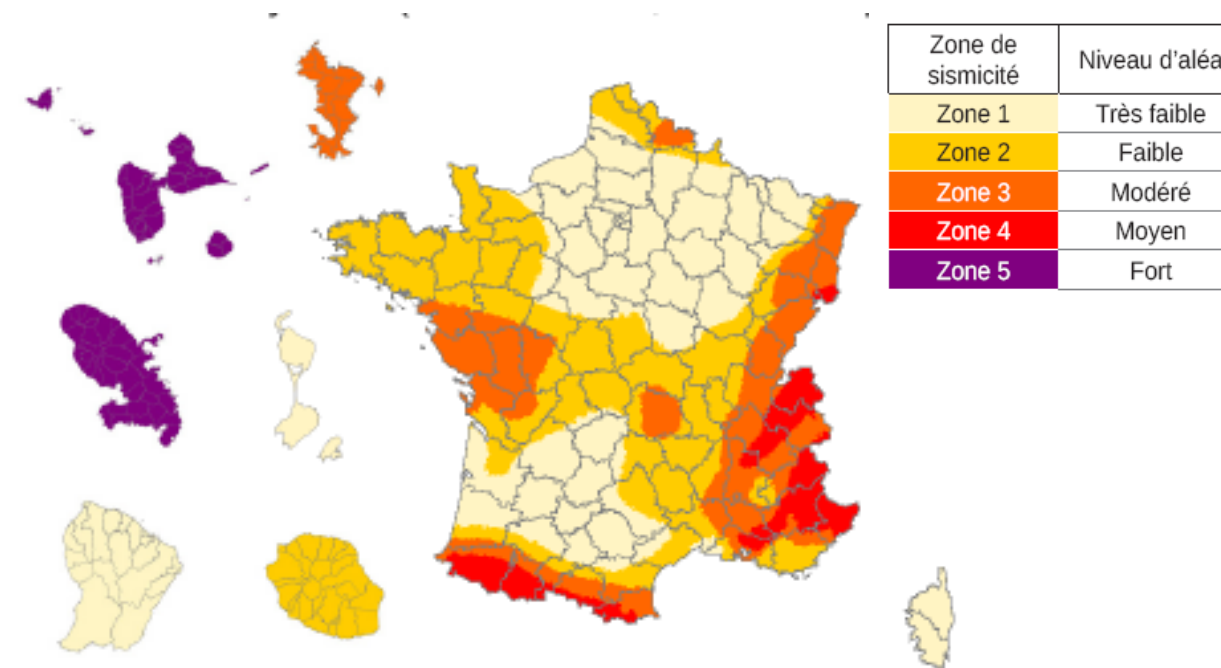 Zone de
sismicité
Niveau d'aléa
Zone 1
Très faible
Zone 2
Faible
Zone 3
Modéré
Zone 4
Moyen
Zone 5
Fort